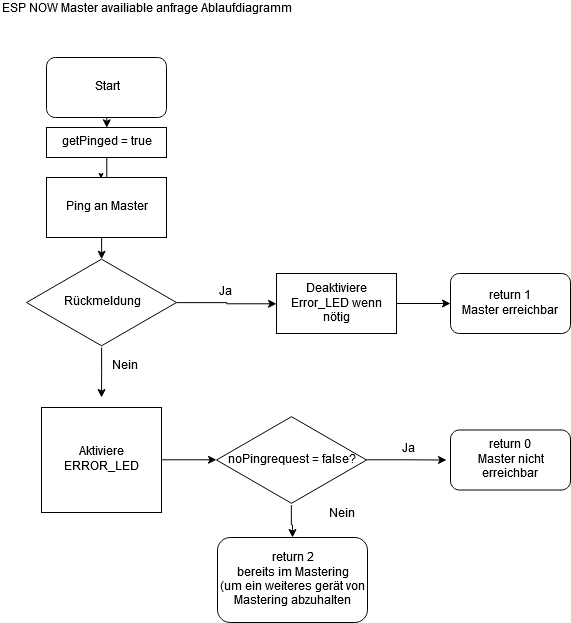 ESP NOW Master availiable anfrage Ablaufdiagramm
Start
getPinged = true
Ping an Master
Rückmeldung
Ja
Deaktiviere
Error_LED wenn
nötig
return 1
Master erreichbar
Nein
Aktiviere
ERROR_LED
noPingrequest = false?
Ja
return 0
Master nicht
erreichbar
Nein
return 2
bereits im Mastering
(um ein weiteres gerät von
Mastering abzuhalten